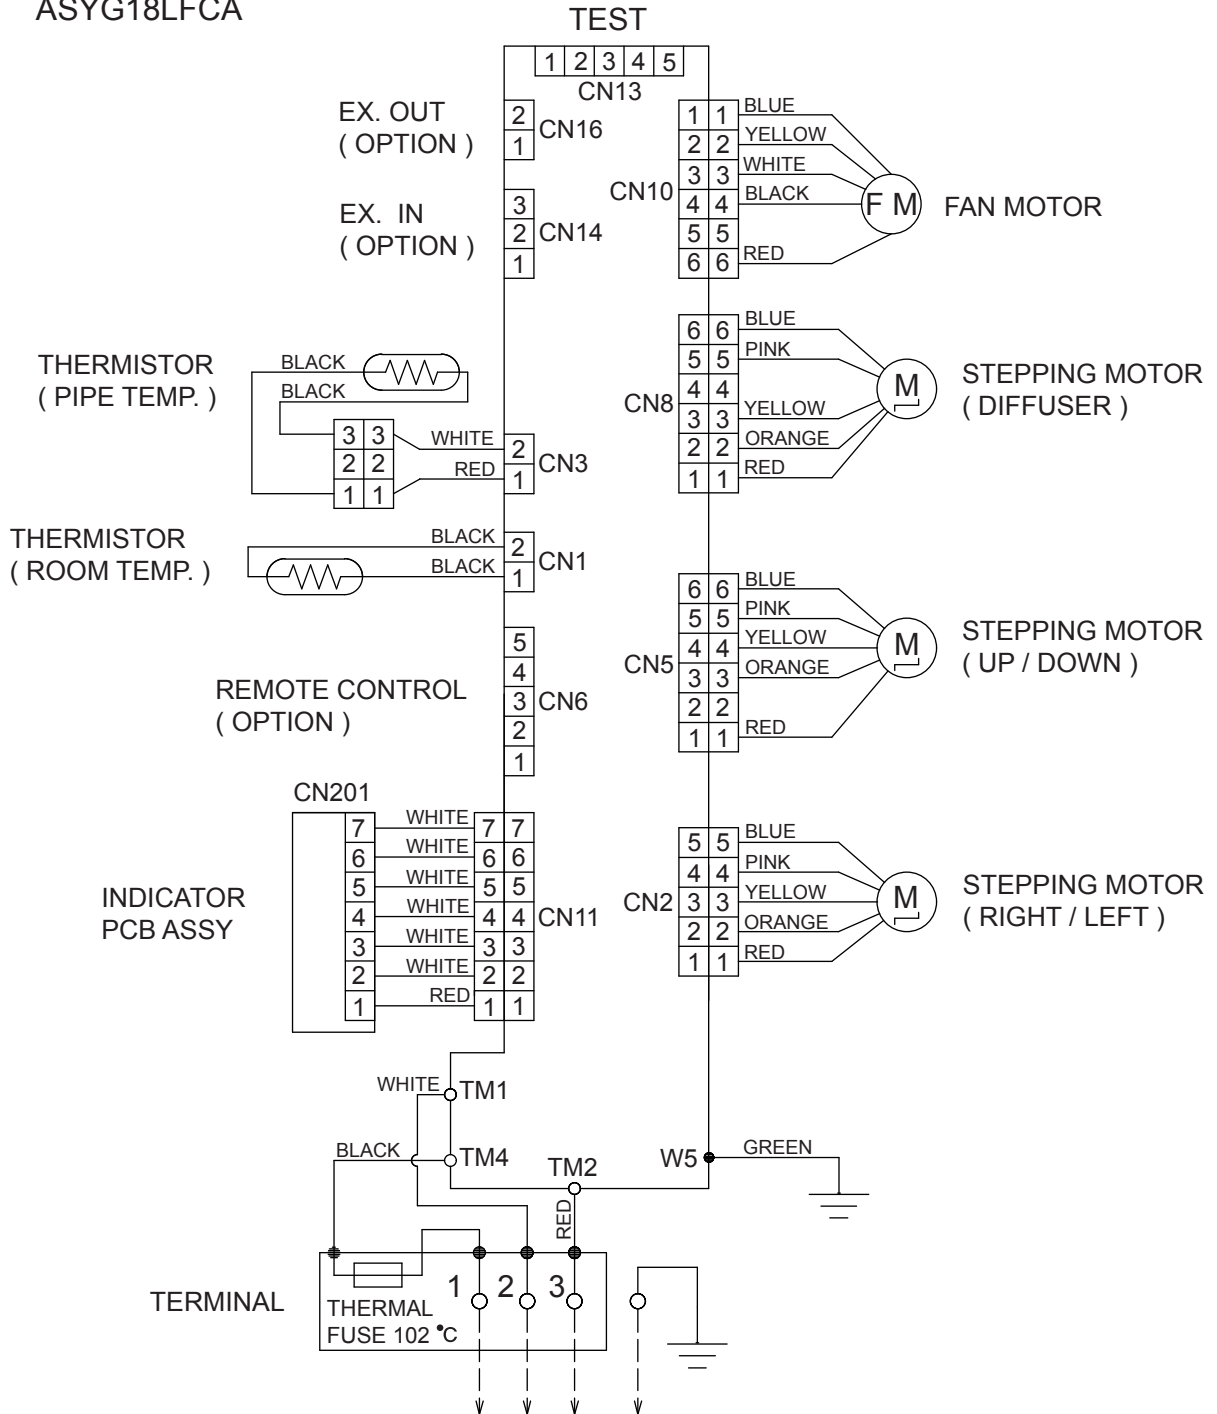 ASYG18LFCA
TEST
1 2 3 4 5
CN13
EX. OUT
( OPTION )
2
1
CN16
EX. IN
( OPTION )
3
2
1
CN14
CN10
1 1 BLUE
2 2 YELLOW
3 3 WHITE
4 4 BLACK
5 5
6 6 RED
F M
FAN MOTOR
THERMISTOR
( PIPE TEMP. )
BLACK
BLACK
3 3 WHITE
2 2
1 1 RED
2
1
CN3
CN8
6 6 BLUE
5 5 PINK
4 4
3 3 YELLOW
2 2 ORANGE
1 1 RED
M
STEPPING MOTOR
( DIFFUSER )
THERMISTOR
( ROOM TEMP. )
BLACK 2
BLACK 1
CN1
CN5
6 6 BLUE
5 5 PINK
4 4 YELLOW
3 3 ORANGE
2 2
1 1 RED
M
STEPPING MOTOR
( UP / DOWN )
REMOTE CONTROL
( OPTION )
5
4
3
2
1
CN6
CN201
INDICATOR
PCB ASSY
7 WHITE 7 7
6 WHITE 6 6
5 WHITE 5 5
4 WHITE 4 4
3 WHITE 3 3
2 WHITE 2 2
1 RED 1 1
CN11
CN2
5 5 BLUE
4 4 PINK
3 3 YELLOW
2 2 ORANGE
1 1 RED
M
STEPPING MOTOR
( RIGHT / LEFT )
WHITE TM1
BLACK TM4
TM2
W5 GREEN
RED
TERMINAL
1 2 3
THERMAL
FUSE 102 °C